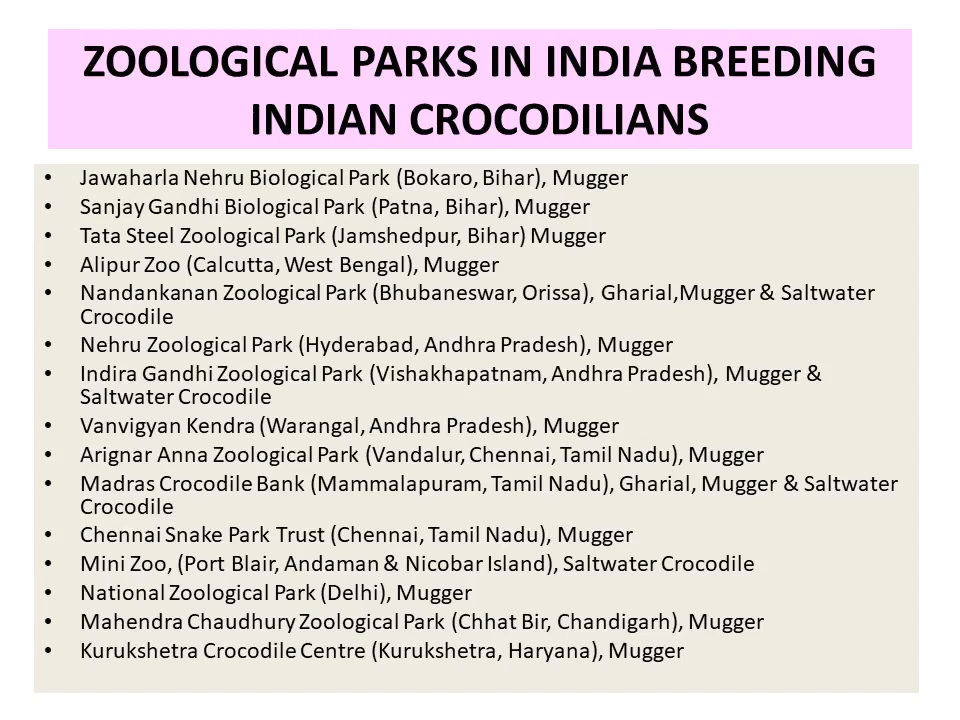 ZOOLOGICAL PARKS IN INDIA BREEDING
INDIAN CROCODILIANS
• Jawaharla Nehru Biological Park (Bokaro, Bihar), Mugger
• Sanjay Gandhi Biological Park (Patna, Bihar), Mugger
• Tata Steel Zoological Park (Jamshedpur, Bihar) Mugger
• Alipur Zoo (Calcutta, West Bengal), Mugger
• Nandankanan Zoological Park (Bhubaneswar, Orissa), Gharial,Mugger & Saltwater
Crocodile
• Nehru Zoological Park (Hyderabad, Andhra Pradesh), Mugger
• Indira Gandhi Zoological Park (Vishakhapatnam, Andhra Pradesh), Mugger &
Saltwater Crocodile
• Vanvigyan Kendra (Warangal, Andhra Pradesh), Mugger
• Arignar Anna Zoological Park (Vandalur, Chennai, Tamil Nadu), Mugger
• Madras Crocodile Bank (Mammalapuram, Tamil Nadu), Gharial, Mugger & Saltwater
Crocodile
• Chennai Snake Park Trust (Chennai, Tamil Nadu), Mugger
• Mini Zoo, (Port Blair, Andaman & Nicobar Island), Saltwater Crocodile
• National Zoological Park (Delhi), Mugger
• Mahendra Chaudhury Zoological Park (Chhat Bir, Chandigarh), Mugger
• Kurukshetra Crocodile Centre (Kurukshetra, Haryana), Mugger